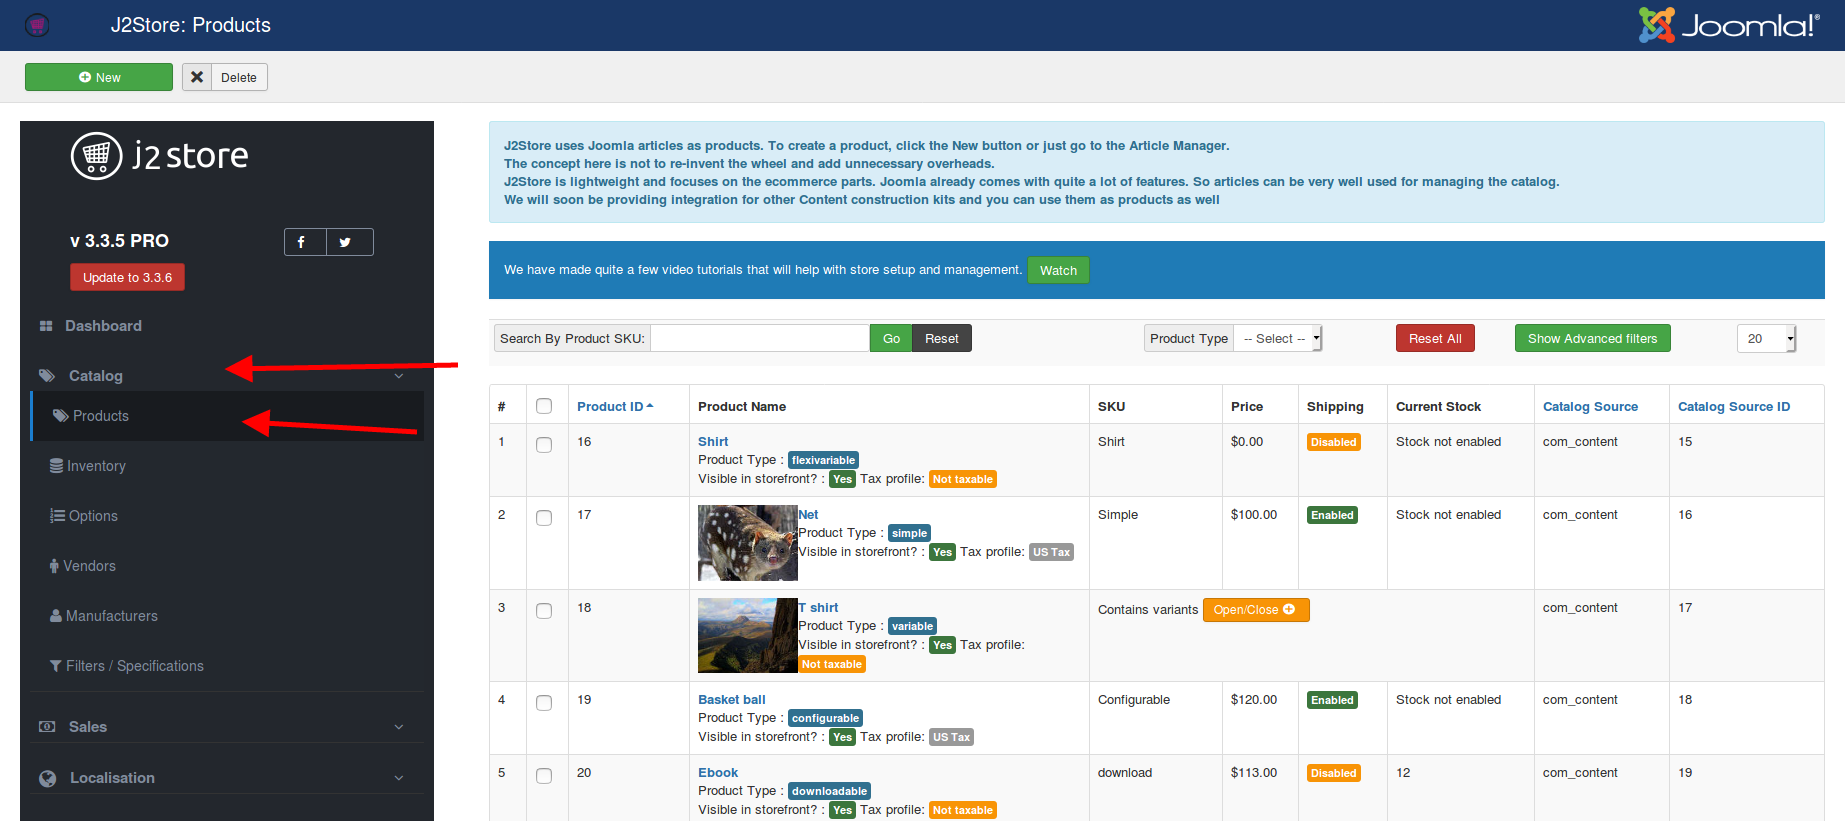 J2Store: Products
Joomla!®
New
Delete
j2store
v 3.3.5 PRO
Update to 3.3.6
Dashboard
Catalog
Products
Inventory
Options
Vendors
Manufacturers
Filters / Specifications
Sales
Localisation
J2Store uses Joomla articles as products. To create a product, click the New button or just go to the Article Manager.
The concept here is not to re-invent the wheel and add unnecessary overheads.
J2Store is lightweight and focuses on the ecommerce parts. Joomla already comes with quite a lot of features. So articles can be very well used for managing the catalog.
We will soon be providing integration for other Content construction kits and you can use them as products as well
We have made quite a few video tutorials that will help with store setup and management. Watch
Search By Product SKU: Go Reset Product Type -- Select -- Reset All Show Advanced filters 20
# Product ID Product Name SKU Price Shipping Current Stock Catalog Source Catalog Source ID
1 16 Shirt Shirt $0.00 Disabled Stock not enabled com_content 15
Product Type : flexivariable
Visible in storefront? : Yes Tax profile: Not taxable
2 17 Net Simple $100.00 Enabled Stock not enabled com_content 16
Product Type : simple
Visible in storefront? : Yes Tax profile: US Tax
3 18 T shirt Contains variants Open/Close com_content 17
Product Type : variable
Visible in storefront? : Yes Tax profile:
Not taxable
4 19 Basket ball Configurable $120.00 Enabled Stock not enabled com_content 18
Product Type : configurable
Visible in storefront? : Yes Tax profile: US Tax
5 20 Ebook download $113.00 Disabled 12 com_content 19
Product Type : downloadable
Visible in storefront? : Yes Tax profile: Not taxable